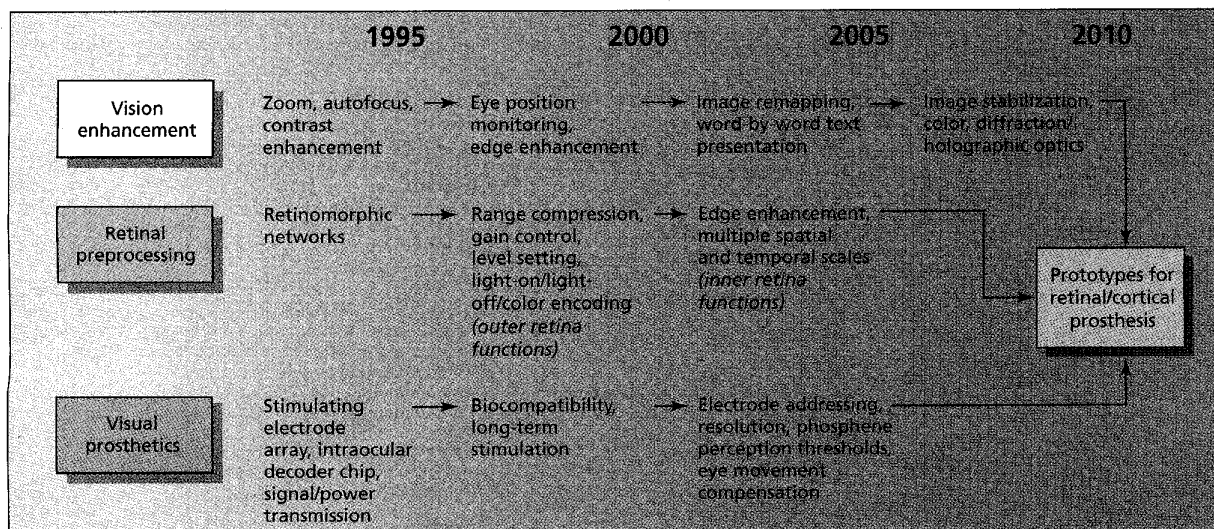 1995 2000 2005 2010
Vision
enhancement
Zoom, autofocus,
contrast
enhancement
Eye position
monitoring,
edge enhancement
Image remapping,
word-by-word text
presentation
Image stabilization,
color, diffraction/
holographic optics
Retinal
preprocessing
Retinomorphic
networks
Range compression,
gain control,
level setting,
light-on/light-
off/color encoding
(outer retina
functions)
Edge enhancement,
multiple spatial
and temporal scales
(inner retina
functions)
Prototypes for
retinal/cortical
prosthesis
Visual
prosthetics
Stimulating
electrode
array, intraocular
decoder chip,
signal/power
transmission
Biocompatibility,
long-term
stimulation
Electrode addressing,
resolution, phosphene
perception thresholds,
eye movement
compensation